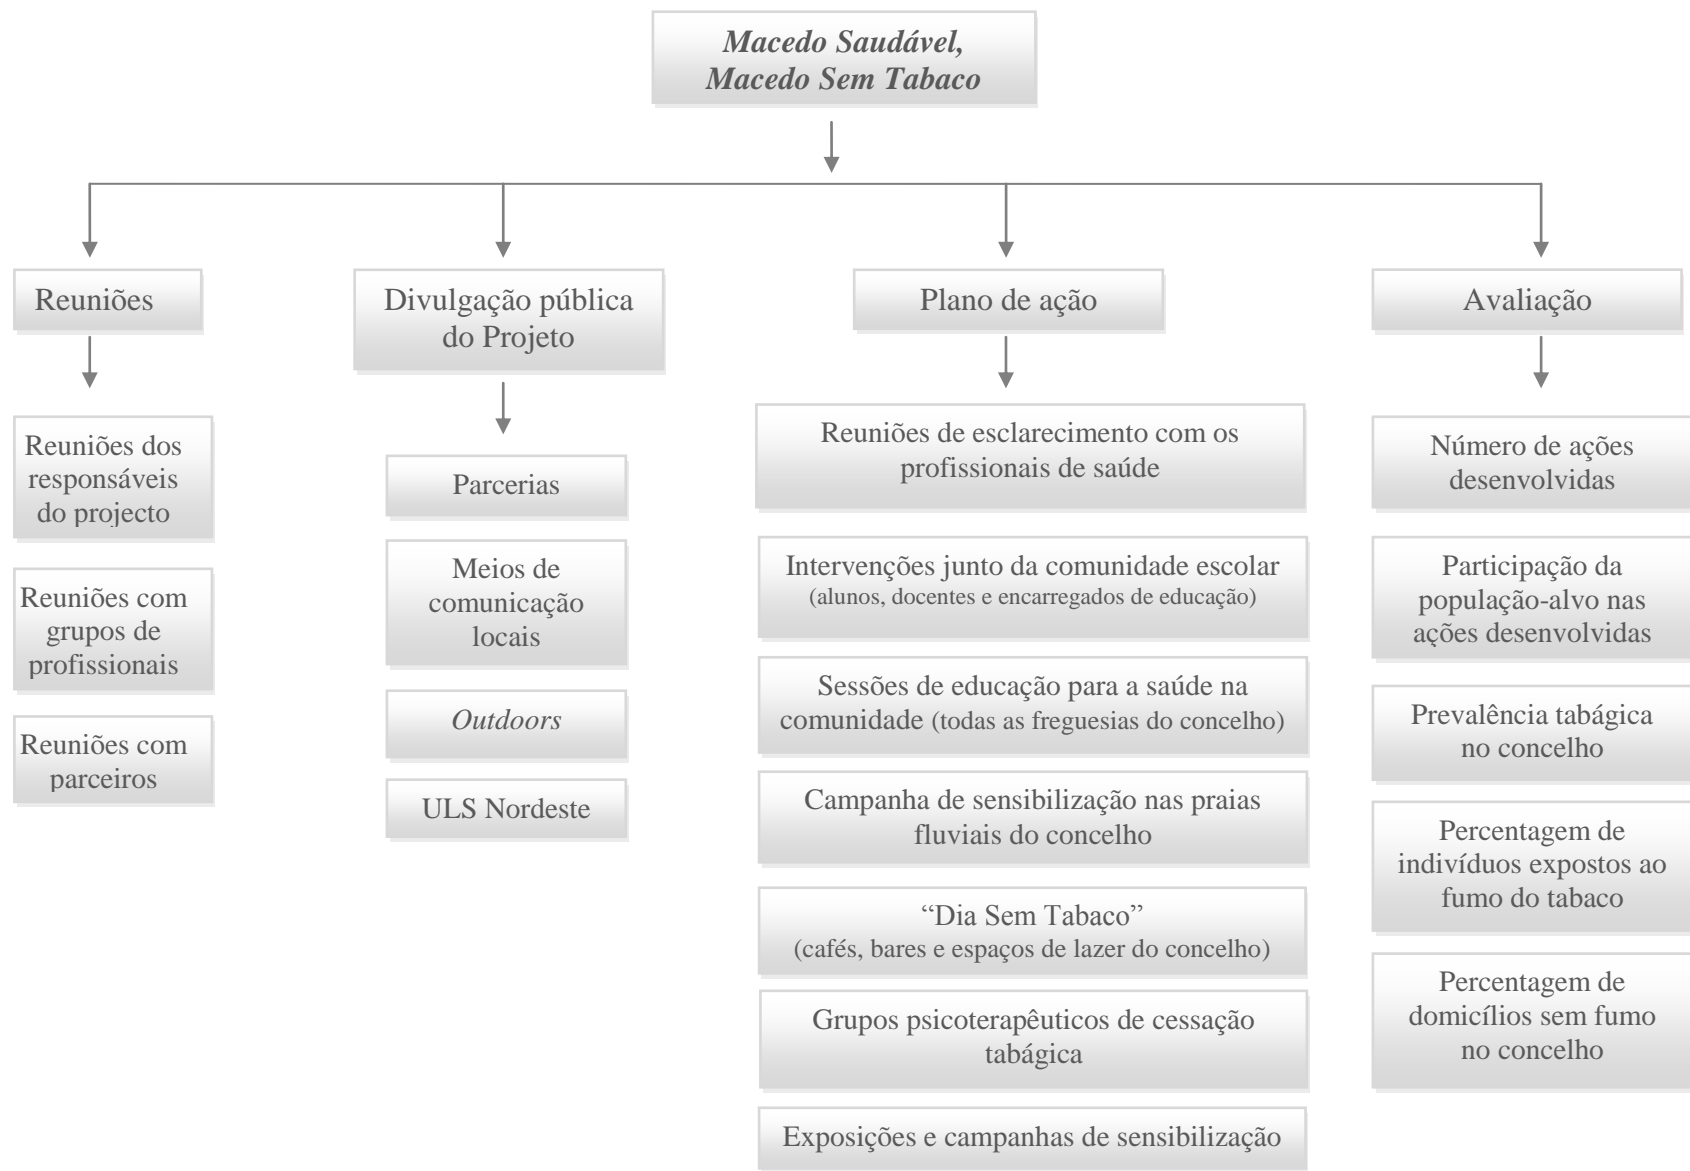 Macedo Saudável,
Macedo Sem Tabaco
Reuniões
Reuniões dos
responsáveis
do projecto
Reuniões com
grupos de
profissionais
Reuniões com
parceiros
Divulgação pública
do Projeto
Parcerias
Meios de
comunicação
locais
Outdoors
ULS Nordeste
Plano de ação
Reuniões de esclarecimento com os
profissionais de saúde
Intervenções junto da comunidade escolar
(alunos, docentes e encarregados de educação)
Sessões de educação para a saúde na
comunidade (todas as freguesias do concelho)
Campanha de sensibilização nas praias
fluviais do concelho
“Dia Sem Tabaco”
(cafés, bares e espaços de lazer do concelho)
Grupos psicoterapêuticos de cessação
tabágica
Exposições e campanhas de sensibilização
Avaliação
Número de ações
desenvolvidas
Participação da
população-alvo nas
ações desenvolvidas
Prevalência tabágica
no concelho
Percentagem de
indivíduos expostos ao
fumo do tabaco
Percentagem de
domicílios sem fumo
no concelho